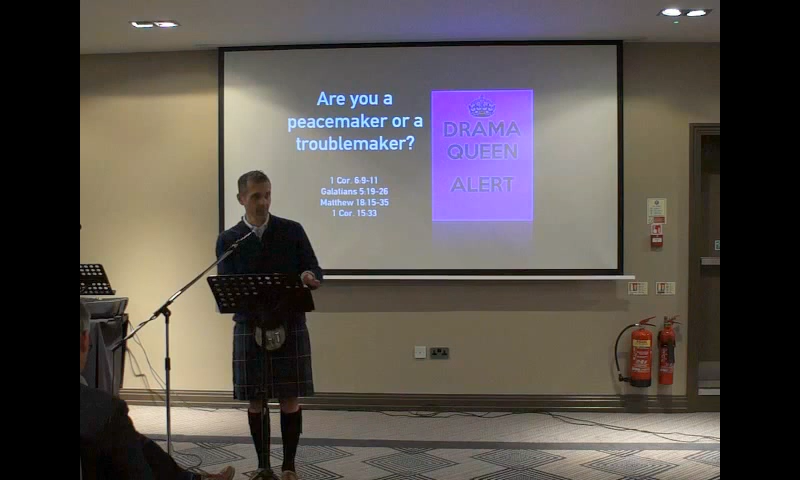 Are you a
peacemaker or a
troublemaker?
1 Cor. 6:9-11
Galatians 5:19-26
Matthew 18:15-35
1 Cor. 15:33
DRAMA
QUEEN
ALERT